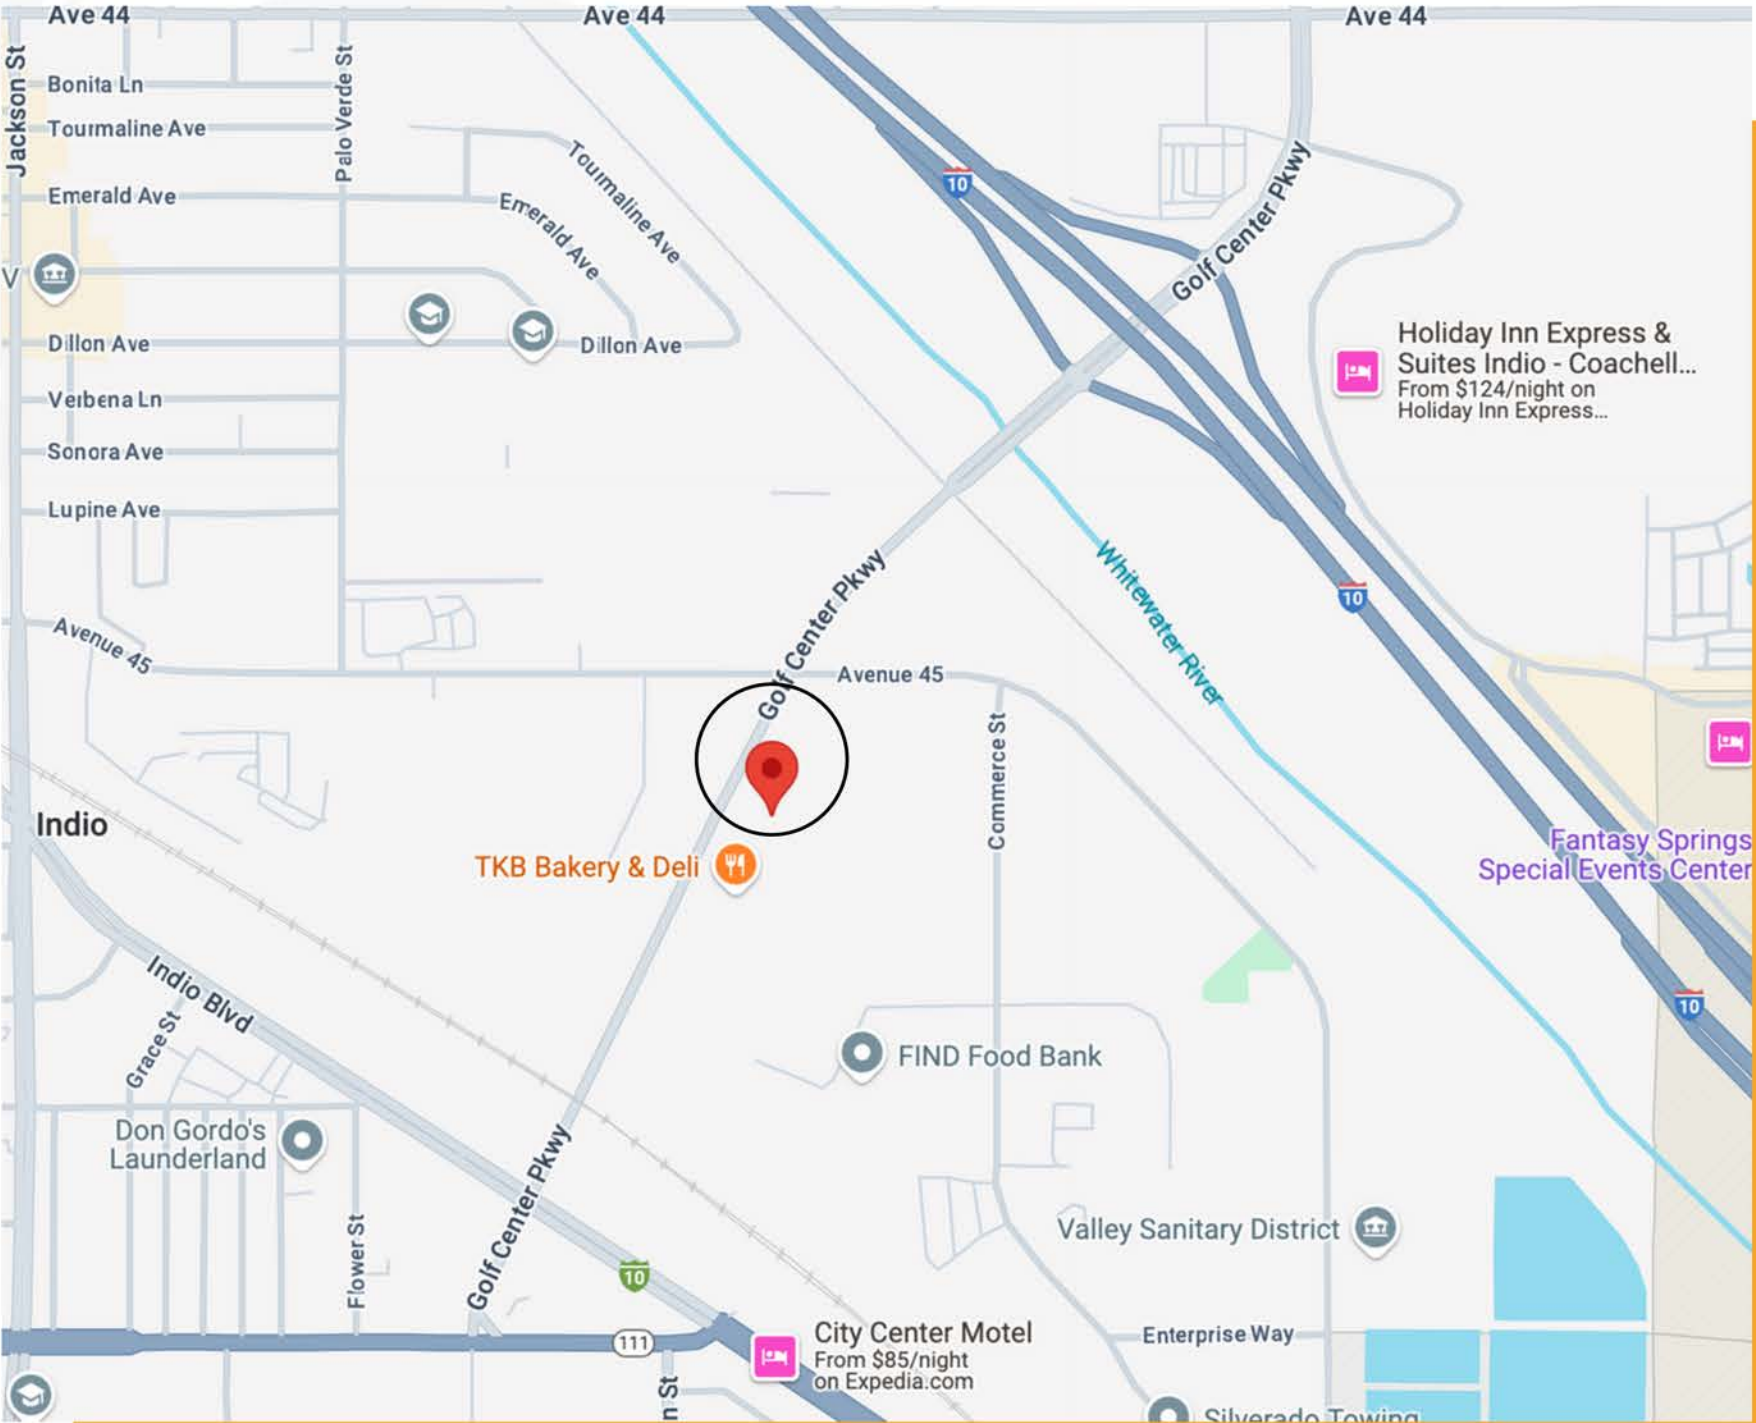 Ave 44
Ave 44
Ave 44
Jackson St
Bonita Ln
Palo Verde St
Tourmaline Ave
Tourmaline Ave
10
Golf Center Pkwy
Emerald Ave
Emerald Ave
V
Dillon Ave
Dillon Ave
Holiday Inn Express &
Suites Indio - Coachell...
From $124/night on
Holiday Inn Express...
Verbena Ln
Sonora Ave
Lupine Ave
Golf Center Pkwy
Whitewater River
10
Avenue 45
Avenue 45
Commerce St
Indio
TKB Bakery & Deli
Fantasy Springs
Special Events Center
Indio Blvd
10
Grace St
FIND Food Bank
Don Gordo's
Launderland
Golf Center Pkwy
Flower St
Valley Sanitary District
10
111
City Center Motel
From $85/night
on Expedia.com
Enterprise Way
n St
Silverado Towing